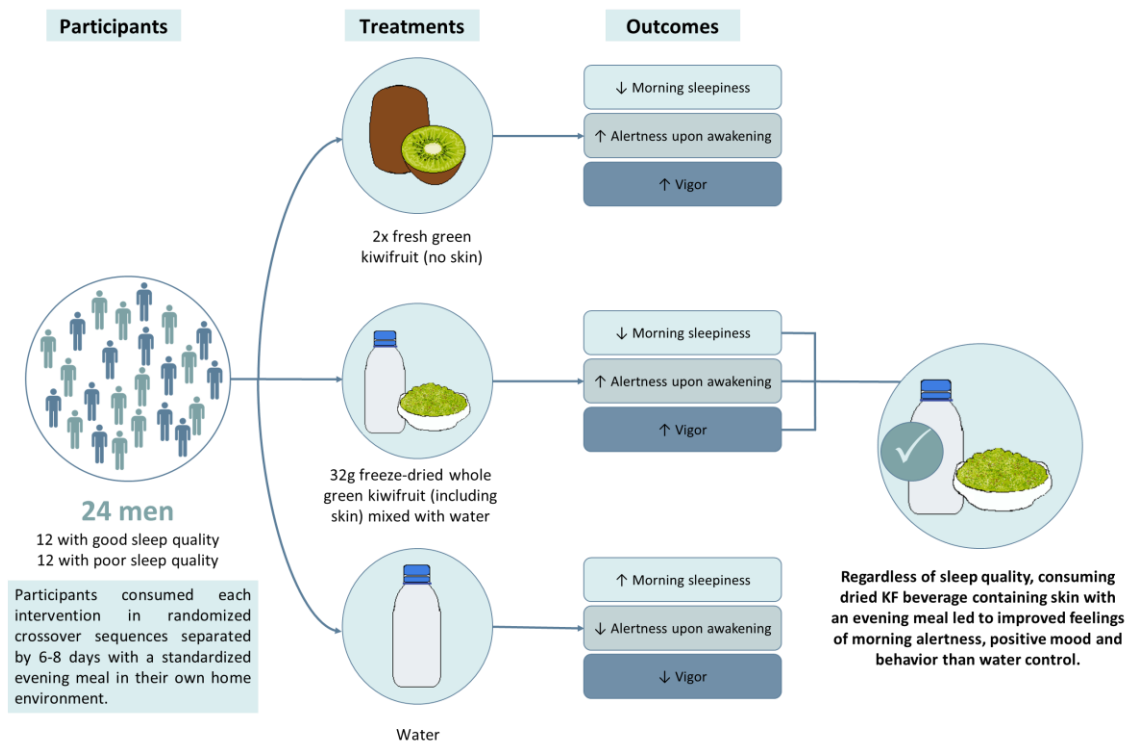 Participants
Treatments
Outcomes
2x fresh green
kiwifruit (no skin)
↓ Morning sleepiness
↑ Alertness upon awakening
↑ Vigor
24 men
12 with good sleep quality
12 with poor sleep quality
Participants consumed each
intervention in randomized
crossover sequences separated
by 6-8 days with a standardized
evening meal in their own home
environment.
32g freeze-dried whole
green kiwifruit (including
skin) mixed with water
↓ Morning sleepiness
↑ Alertness upon awakening
↑ Vigor
Water
↑ Morning sleepiness
↓ Alertness upon awakening
↓ Vigor
Regardless of sleep quality, consuming
dried KF beverage containing skin with
an evening meal led to improved feelings
of morning alertness, positive mood and
behavior than water control.